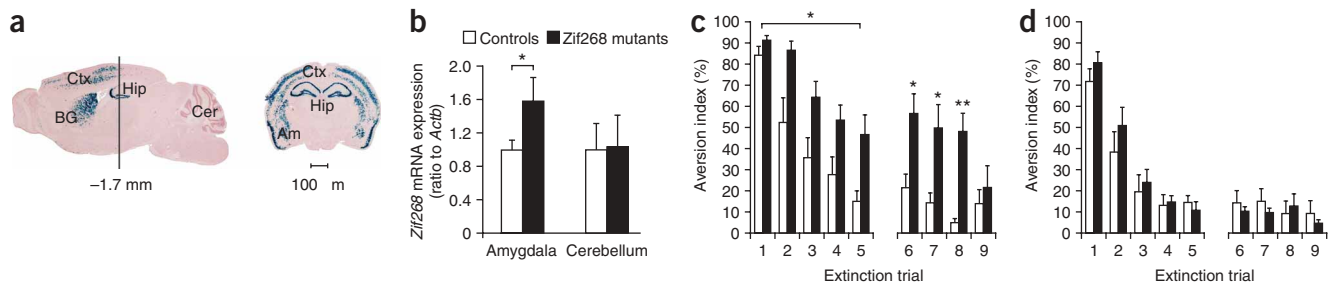 a
Ctx
Hip
BG
Cer
–1.7 mm
Ctx
Hip
Am
100 m
b
Controls Zif268 mutants
Zif268 mRNA expression
(ratio to Actb)
2.0
1.6
1.2
0.8
0.4
0
*
Amygdala Cerebellum
c
Aversion index (%)
100
90
80
70
60
50
40
30
20
10
0
*
* * **
1 2 3 4 5 6 7 8 9
Extinction trial
d
Aversion index (%)
100
90
80
70
60
50
40
30
20
10
0
1 2 3 4 5 6 7 8 9
Extinction trial